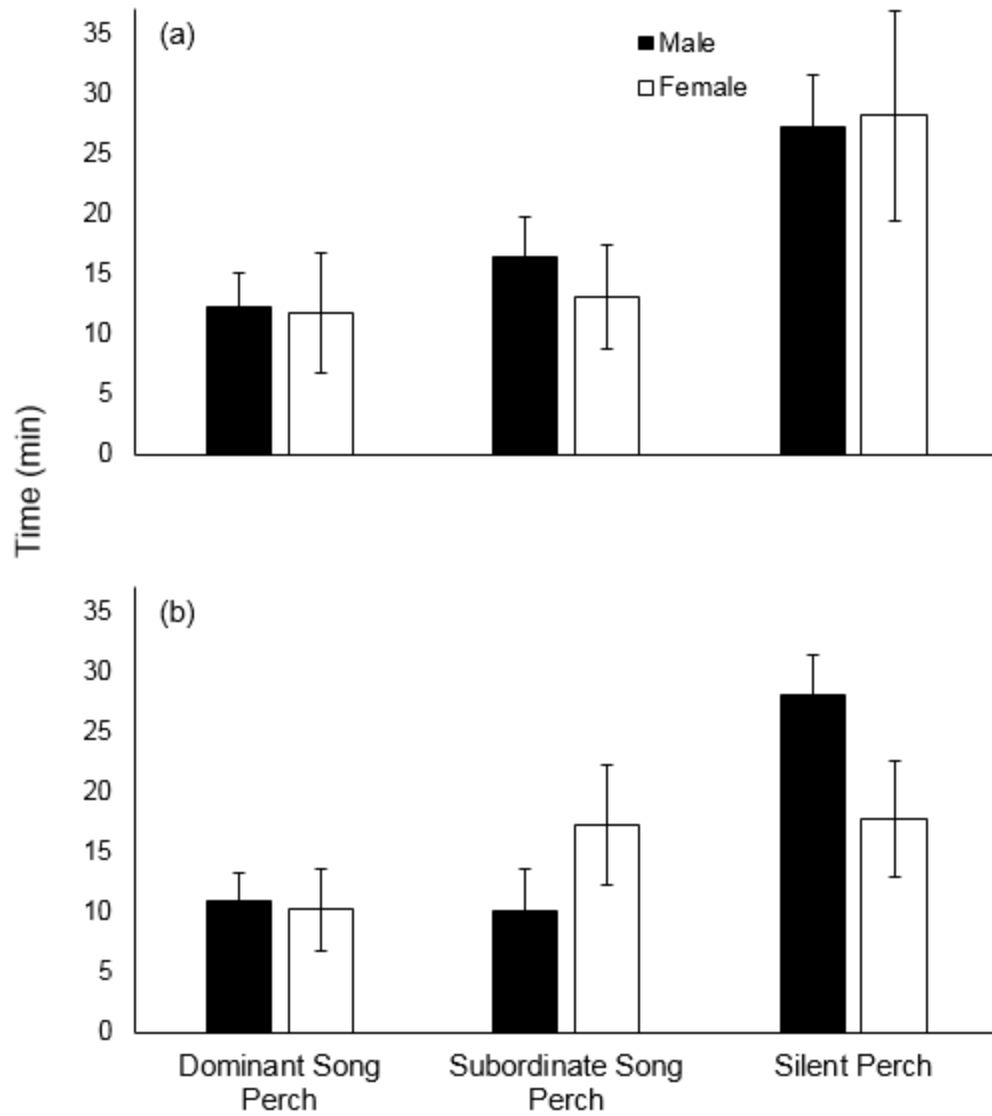 (a)
Male
Female
35
30
25
20
15
10
5
0
Time (min)
(b)
35
30
25
20
15
10
5
0
Dominant Song
Perch
Subordinate Song
Perch
Silent Perch